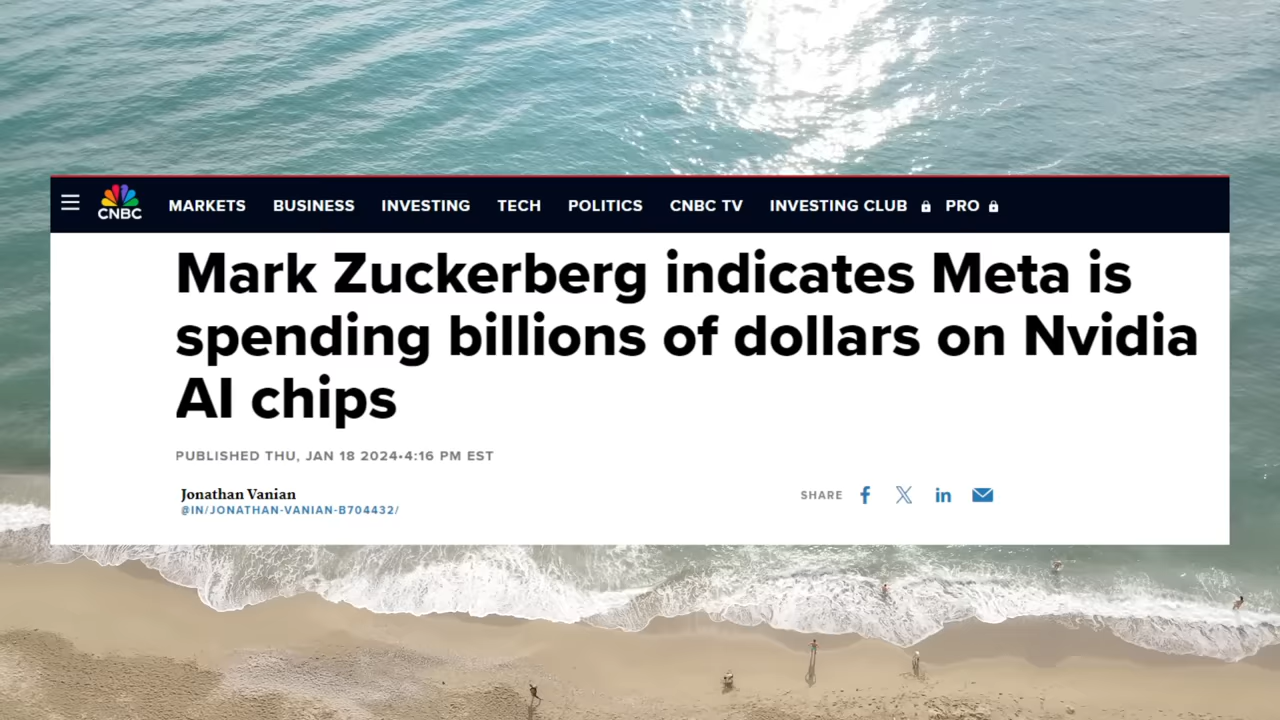 CNBC
MARKETS BUSINESS INVESTING TECH POLITICS CNBC TV INVESTING CLUB PRO
Mark Zuckerberg indicates Meta is
spending billions of dollars on Nvidia
AI chips
PUBLISHED THU, JAN 18 2024•4:16 PM EST
Jonathan Vanian
@IN/JONATHAN-VANIAN-B704432/
SHARE